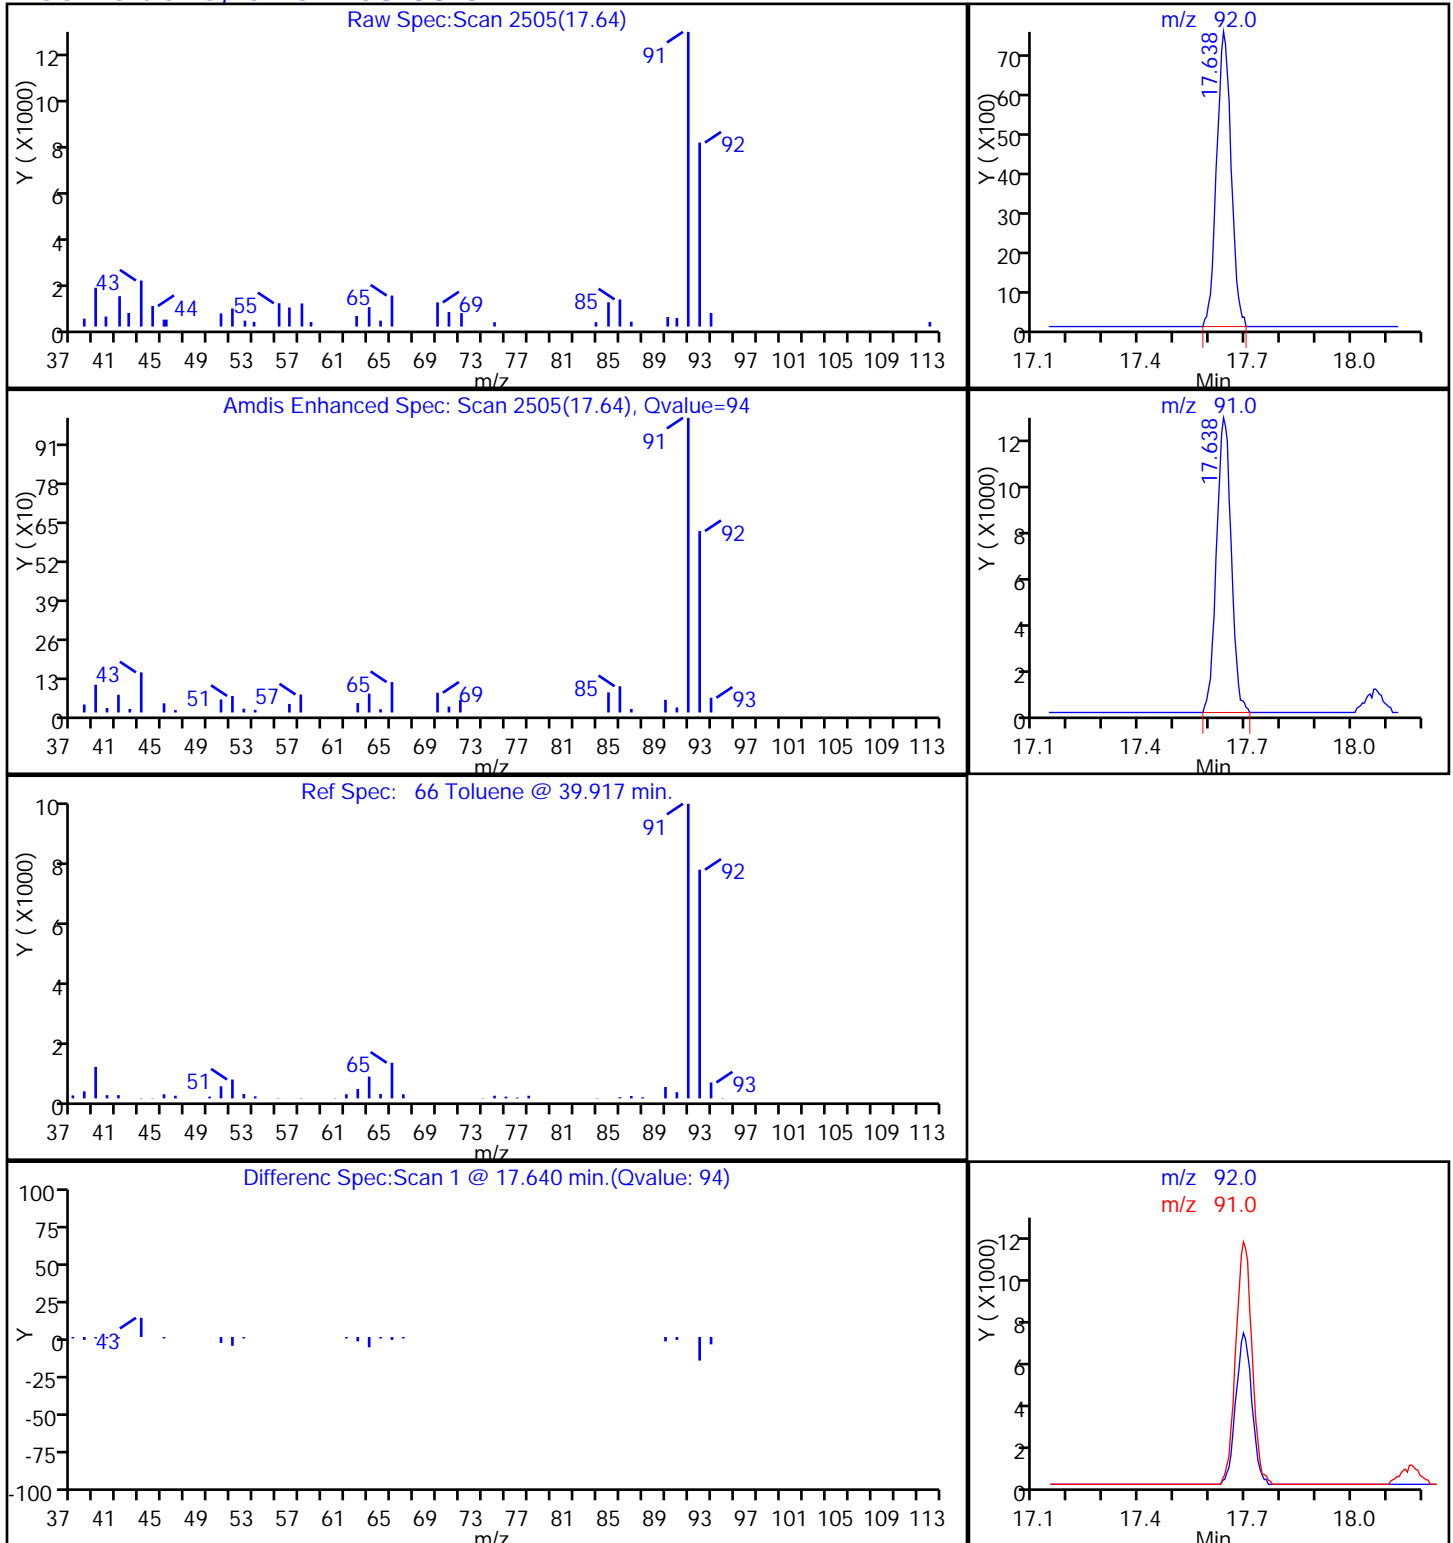 Raw Spec:Scan 2505(17.64)
Y ( X1000)
12
10
8
6
4
2
0
91
92
43
44
55
65
69
85
37 41 45 49 53 57 61 65 69 73 77 81 85 89 93 97 101 105 109 113
m/z
m/z 92.0
Y ( X100)
70
60
50
40
30
20
10
0
17.638
17.1 17.4 17.7 18.0
Min
Amdis Enhanced Spec: Scan 2505(17.64), Qvalue=94
Y ( X10)
91
78
65
52
39
26
13
0
91
92
43
51
57
65
69
85
93
37 41 45 49 53 57 61 65 69 73 77 81 85 89 93 97 101 105 109 113
m/z
m/z 91.0
Y ( X1000)
12
10
8
6
4
2
0
17.638
17.1 17.4 17.7 18.0
Min
Ref Spec: 66 Toluene @ 39.917 min.
Y ( X1000)
10
8
6
4
2
0
91
92
51
65
93
37 41 45 49 53 57 61 65 69 73 77 81 85 89 93 97 101 105 109 113
m/z
Differenc Spec:Scan 1 @ 17.640 min.(Qvalue: 94)
Y
100
75
50
25
0
-25
-50
-75
-100
43
37 41 45 49 53 57 61 65 69 73 77 81 85 89 93 97 101 105 109 113
m/z
m/z 92.0
m/z 91.0
Y ( X1000)
12
10
8
6
4
2
0
17.1 17.4 17.7 18.0
Min